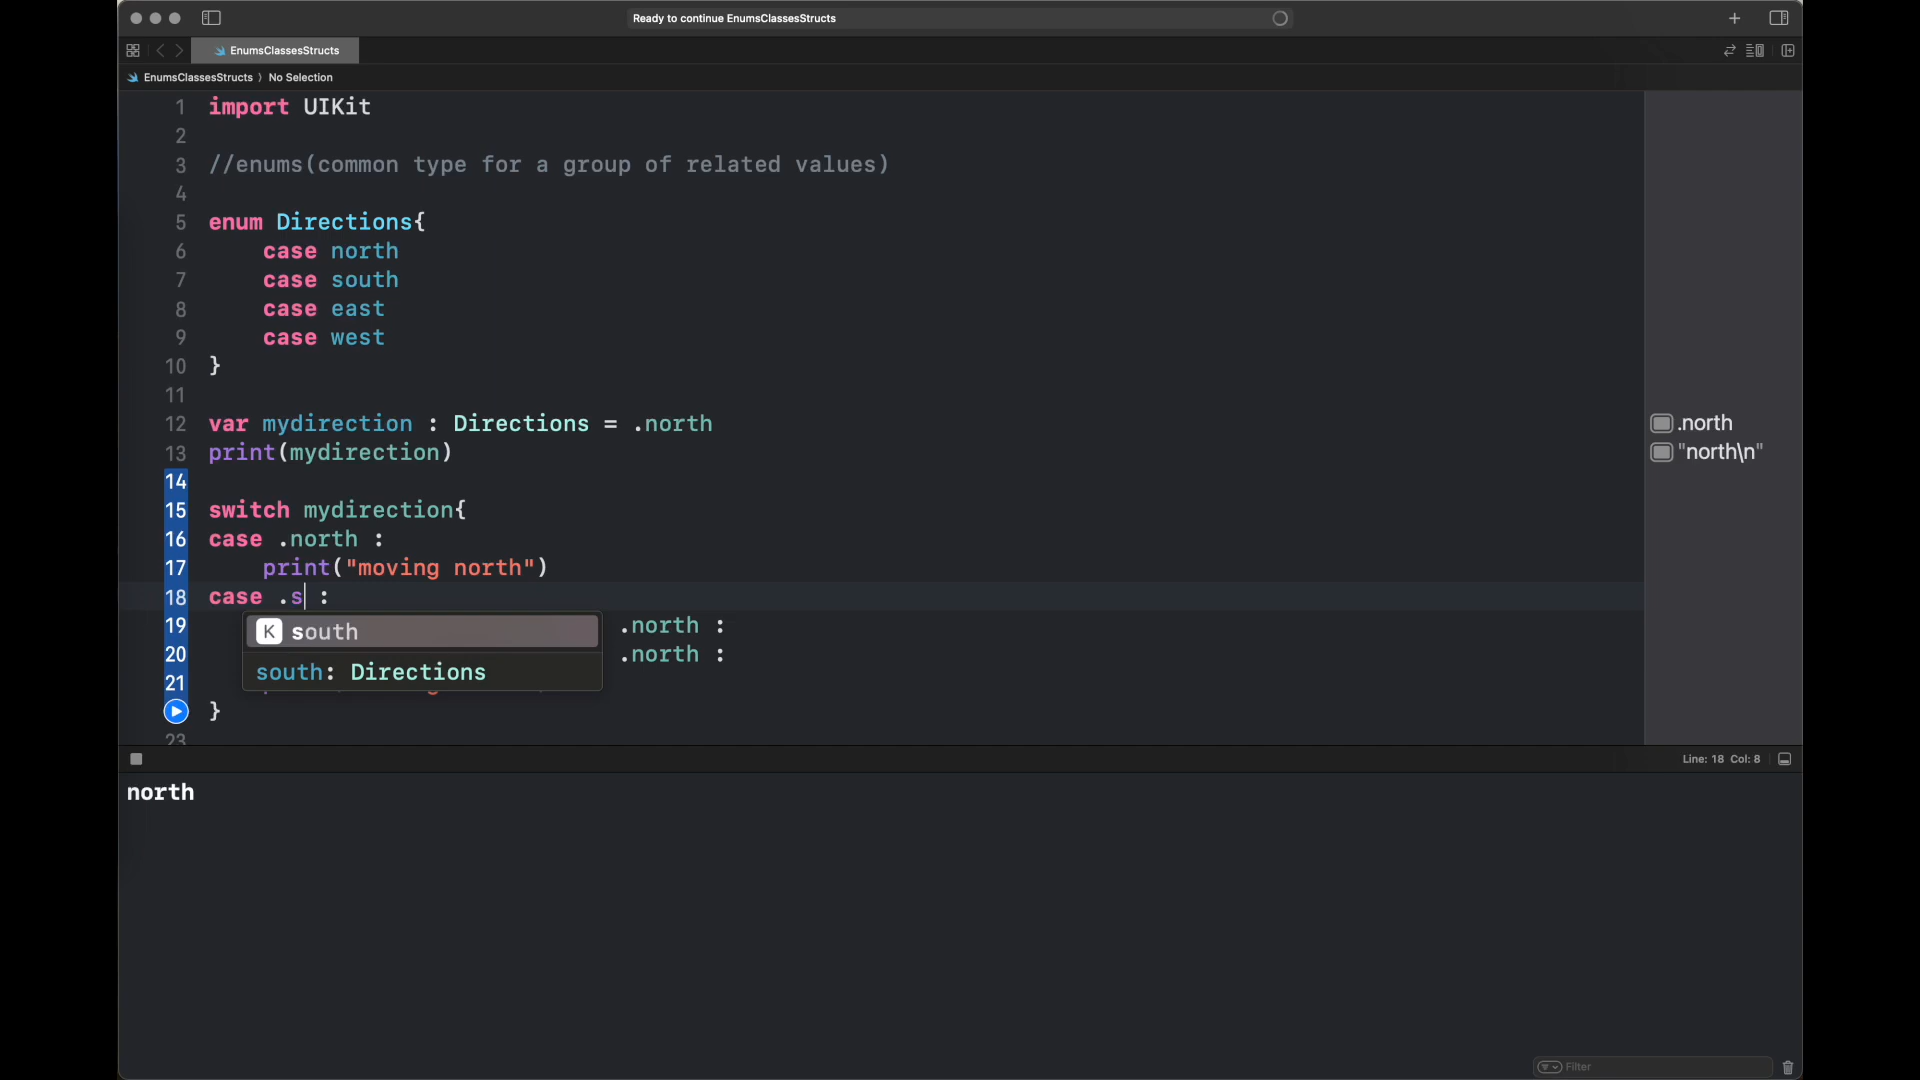 Ready to continue EnumsClassesStructs
EnumsClassesStructs
EnumsClassesStructs 〉 No Selection
1 import UIKit
2
3 //enums(common type for a group of related values)
4
5 enum Directions{
6 case north
7 case south
8 case east
9 case west
10 }
11
12 var mydirection : Directions = .north
.north
13 print(mydirection)
"north\n"
14
15 switch mydirection{
16 case .north :
17 print("moving north")
18 case .s :
19 .north :
K south
20 .north :
south: Directions
21
}
23
Line: 18 Col: 8
north
Filter